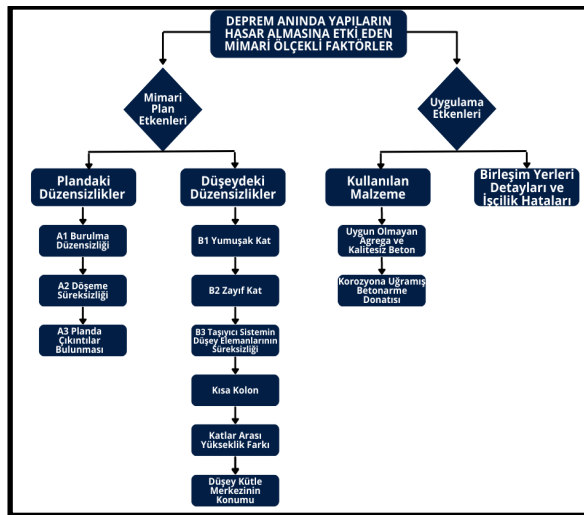 DEPREM ANINDA YAPILARIN
HASAR ALMASINA ETKİ EDEN
MİMARİ ÖLÇEKLİ FAKTÖRLER
Mimari
Plan
Etkenleri
Uygulama
Etkenleri
Plandaki
Düzensizlikler
Düşeydeki
Düzensizlikler
Kullanılan
Malzeme
Birleşim Yerleri
Detayları ve
İşçilik Hataları
A1 Burulma
Düzensizliği
A2 Döşeme
Süreksizliği
A3 Planda
Çıkıntılar
Bulunması
B1 Yumuşak Kat
B2 Zayıf Kat
B3 Taşıyıcı Sistemin
Düşey Elemanlarının
Süreksizliği
Kısa Kolon
Katlar Arası
Yükseklik Farkı
Düşey Kütle
Merkezinin
Konumu
Uygun Olmayan
Agrega ve
Kalitesiz Beton
Korozyona Uğramış
Betonarme
Donatısı